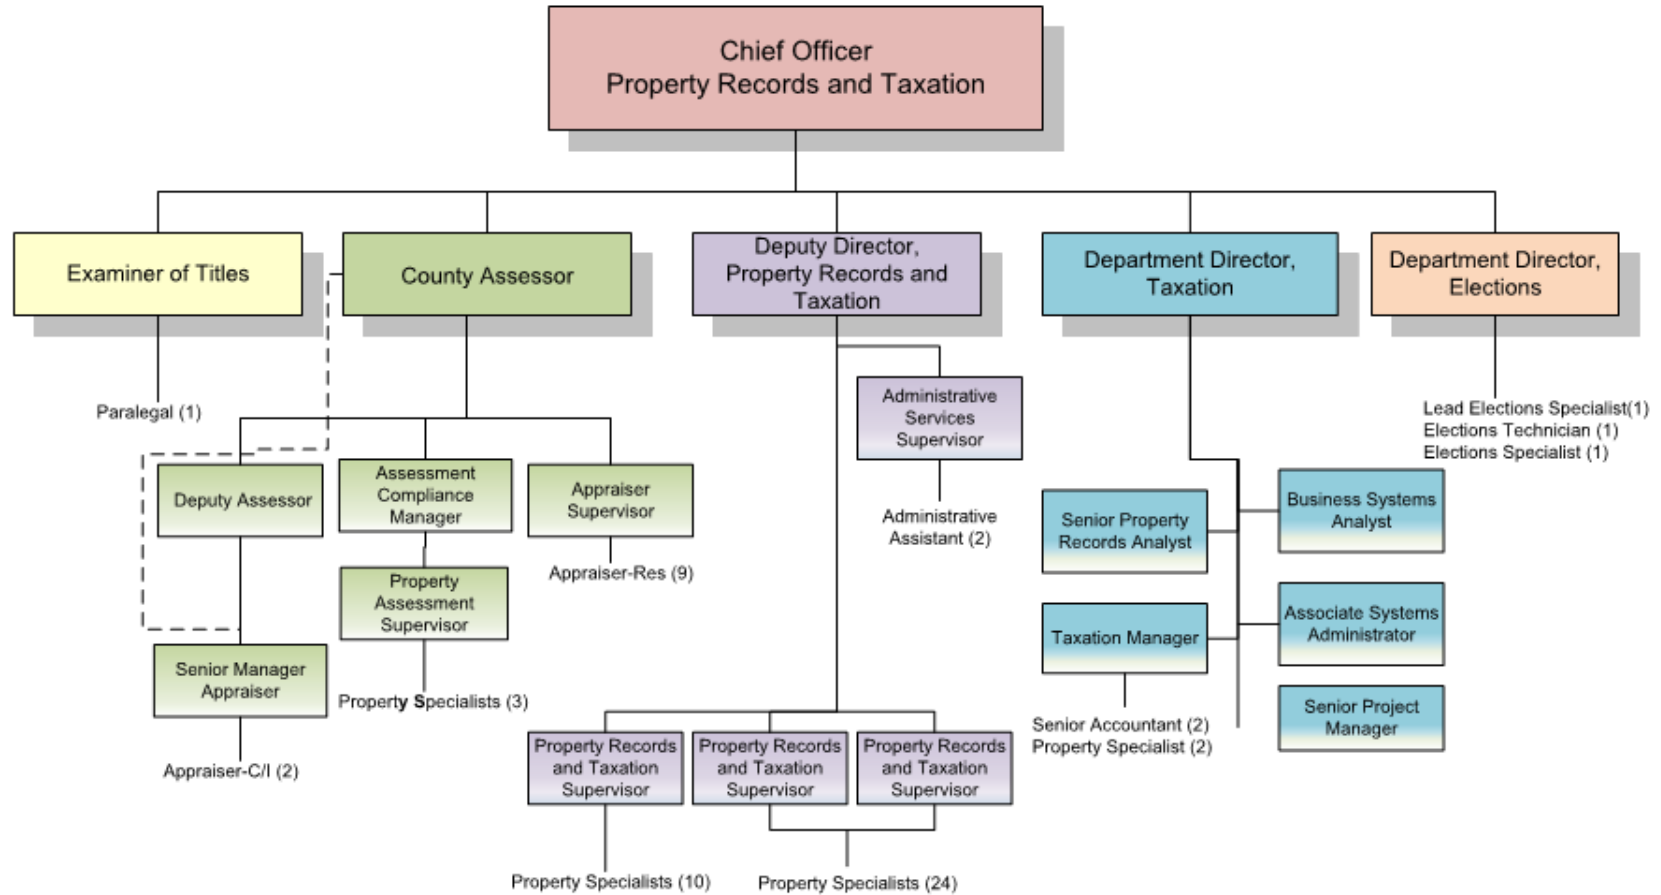 Chief Officer
Property Records and Taxation
Examiner of Titles
County Assessor
Deputy Director,
Property Records and
Taxation
Department Director,
Taxation
Department Director,
Elections
Paralegal (1)
Administrative
Services
Supervisor
Lead Elections Specialist(1)
Elections Technician (1)
Elections Specialist (1)
Deputy Assessor
Assessment
Compliance
Manager
Appraiser
Supervisor
Administrative
Assistant (2)
Senior Property
Records Analyst
Business Systems
Analyst
Appraiser-Res (9)
Property
Assessment
Supervisor
Taxation Manager
Associate Systems
Administrator
Senior Manager
Appraiser
Property Specialists (3)
Senior Accountant (2)
Property Specialist (2)
Senior Project
Manager
Appraiser-C/I (2)
Property Records
and Taxation
Supervisor
Property Records
and Taxation
Supervisor
Property Records
and Taxation
Supervisor
Property Specialists (10)
Property Specialists (24)